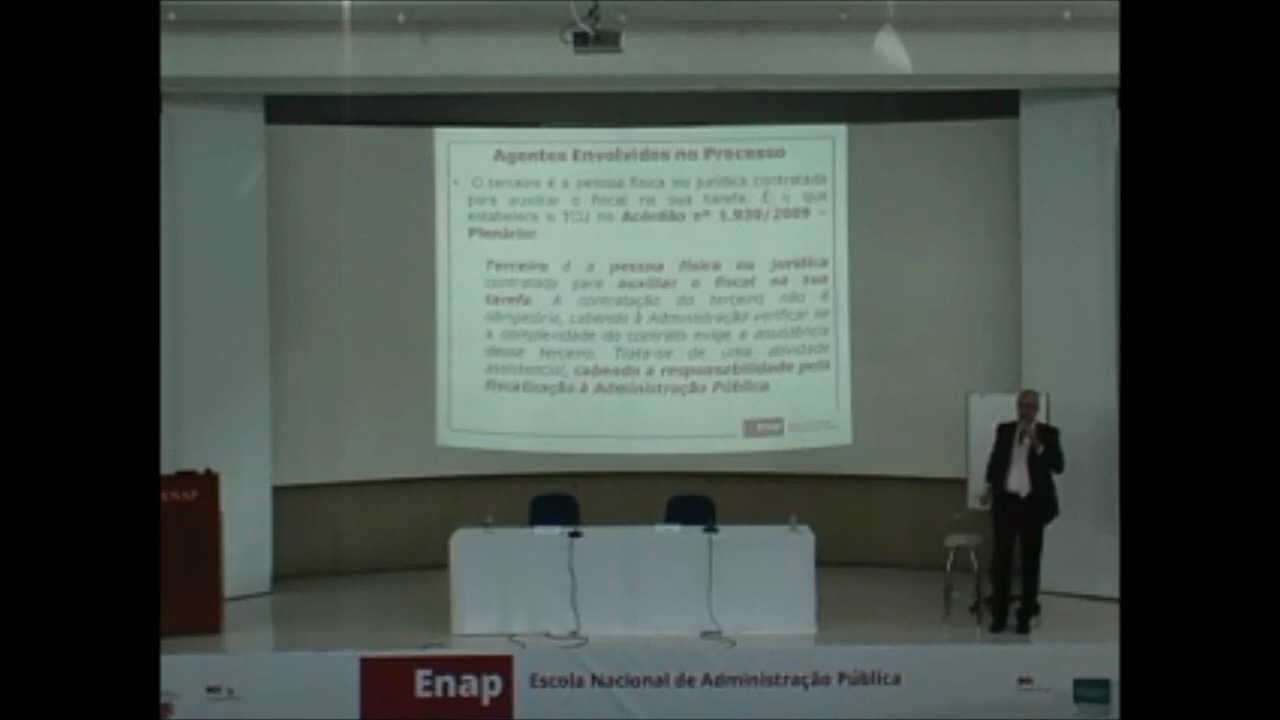 Agentes Envolvidos no Processo
• O terceiro é a pessoa física ou jurídica contratada
para auxiliar o fiscal na sua tarefa. É o que
estabelece o TCU no Acórdão nº 1.930/2009 –
Plenário:
Terceiro é a pessoa física ou jurídica
contratada para auxiliar o fiscal na sua
tarefa. A contratação do terceiro não é
obrigatória, cabendo à Administração verificar se
a complexidade do contrato exige a assistência
desse terceiro. Trata-se de uma atividade
assistencial, cabendo a responsabilidade pela
fiscalização à Administração Pública.
Enap
ENAP
Enap Escola Nacional de Administração Pública